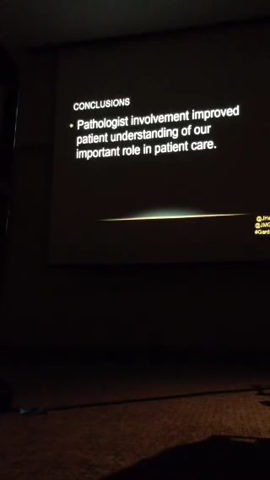 CONCLUSIONS
• Pathologist involvement improved
patient understanding of our
important role in patient care.